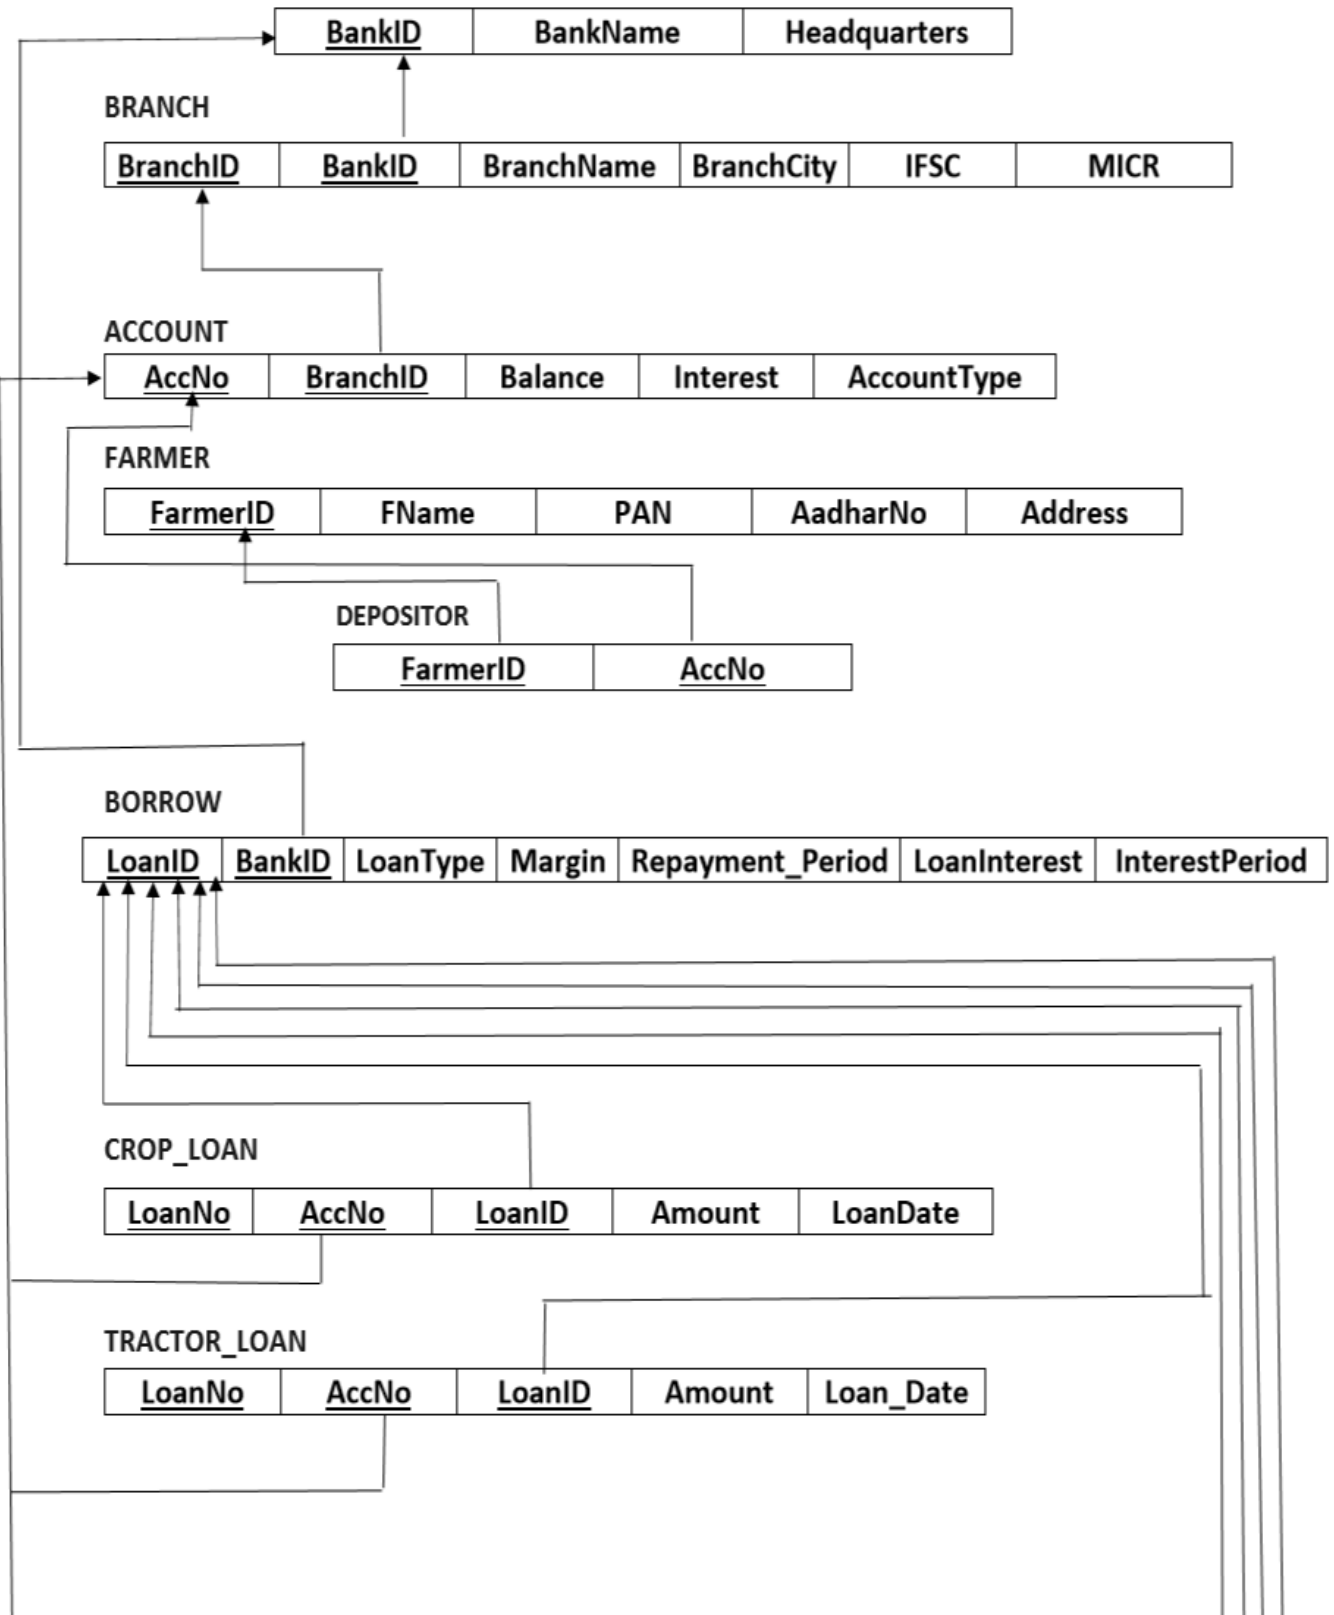 BankID BankName Headquarters
BRANCH
BranchID BankID BranchName BranchCity IFSC MICR
ACCOUNT
AccNo BranchID Balance Interest AccountType
FARMER
FarmerID FName PAN AadharNo Address
DEPOSITOR
FarmerID AccNo
BORROW
LoanID BankID LoanType Margin Repayment_Period LoanInterest InterestPeriod
CROP_LOAN
LoanNo AccNo LoanID Amount LoanDate
TRACTOR_LOAN
LoanNo AccNo LoanID Amount Loan_Date